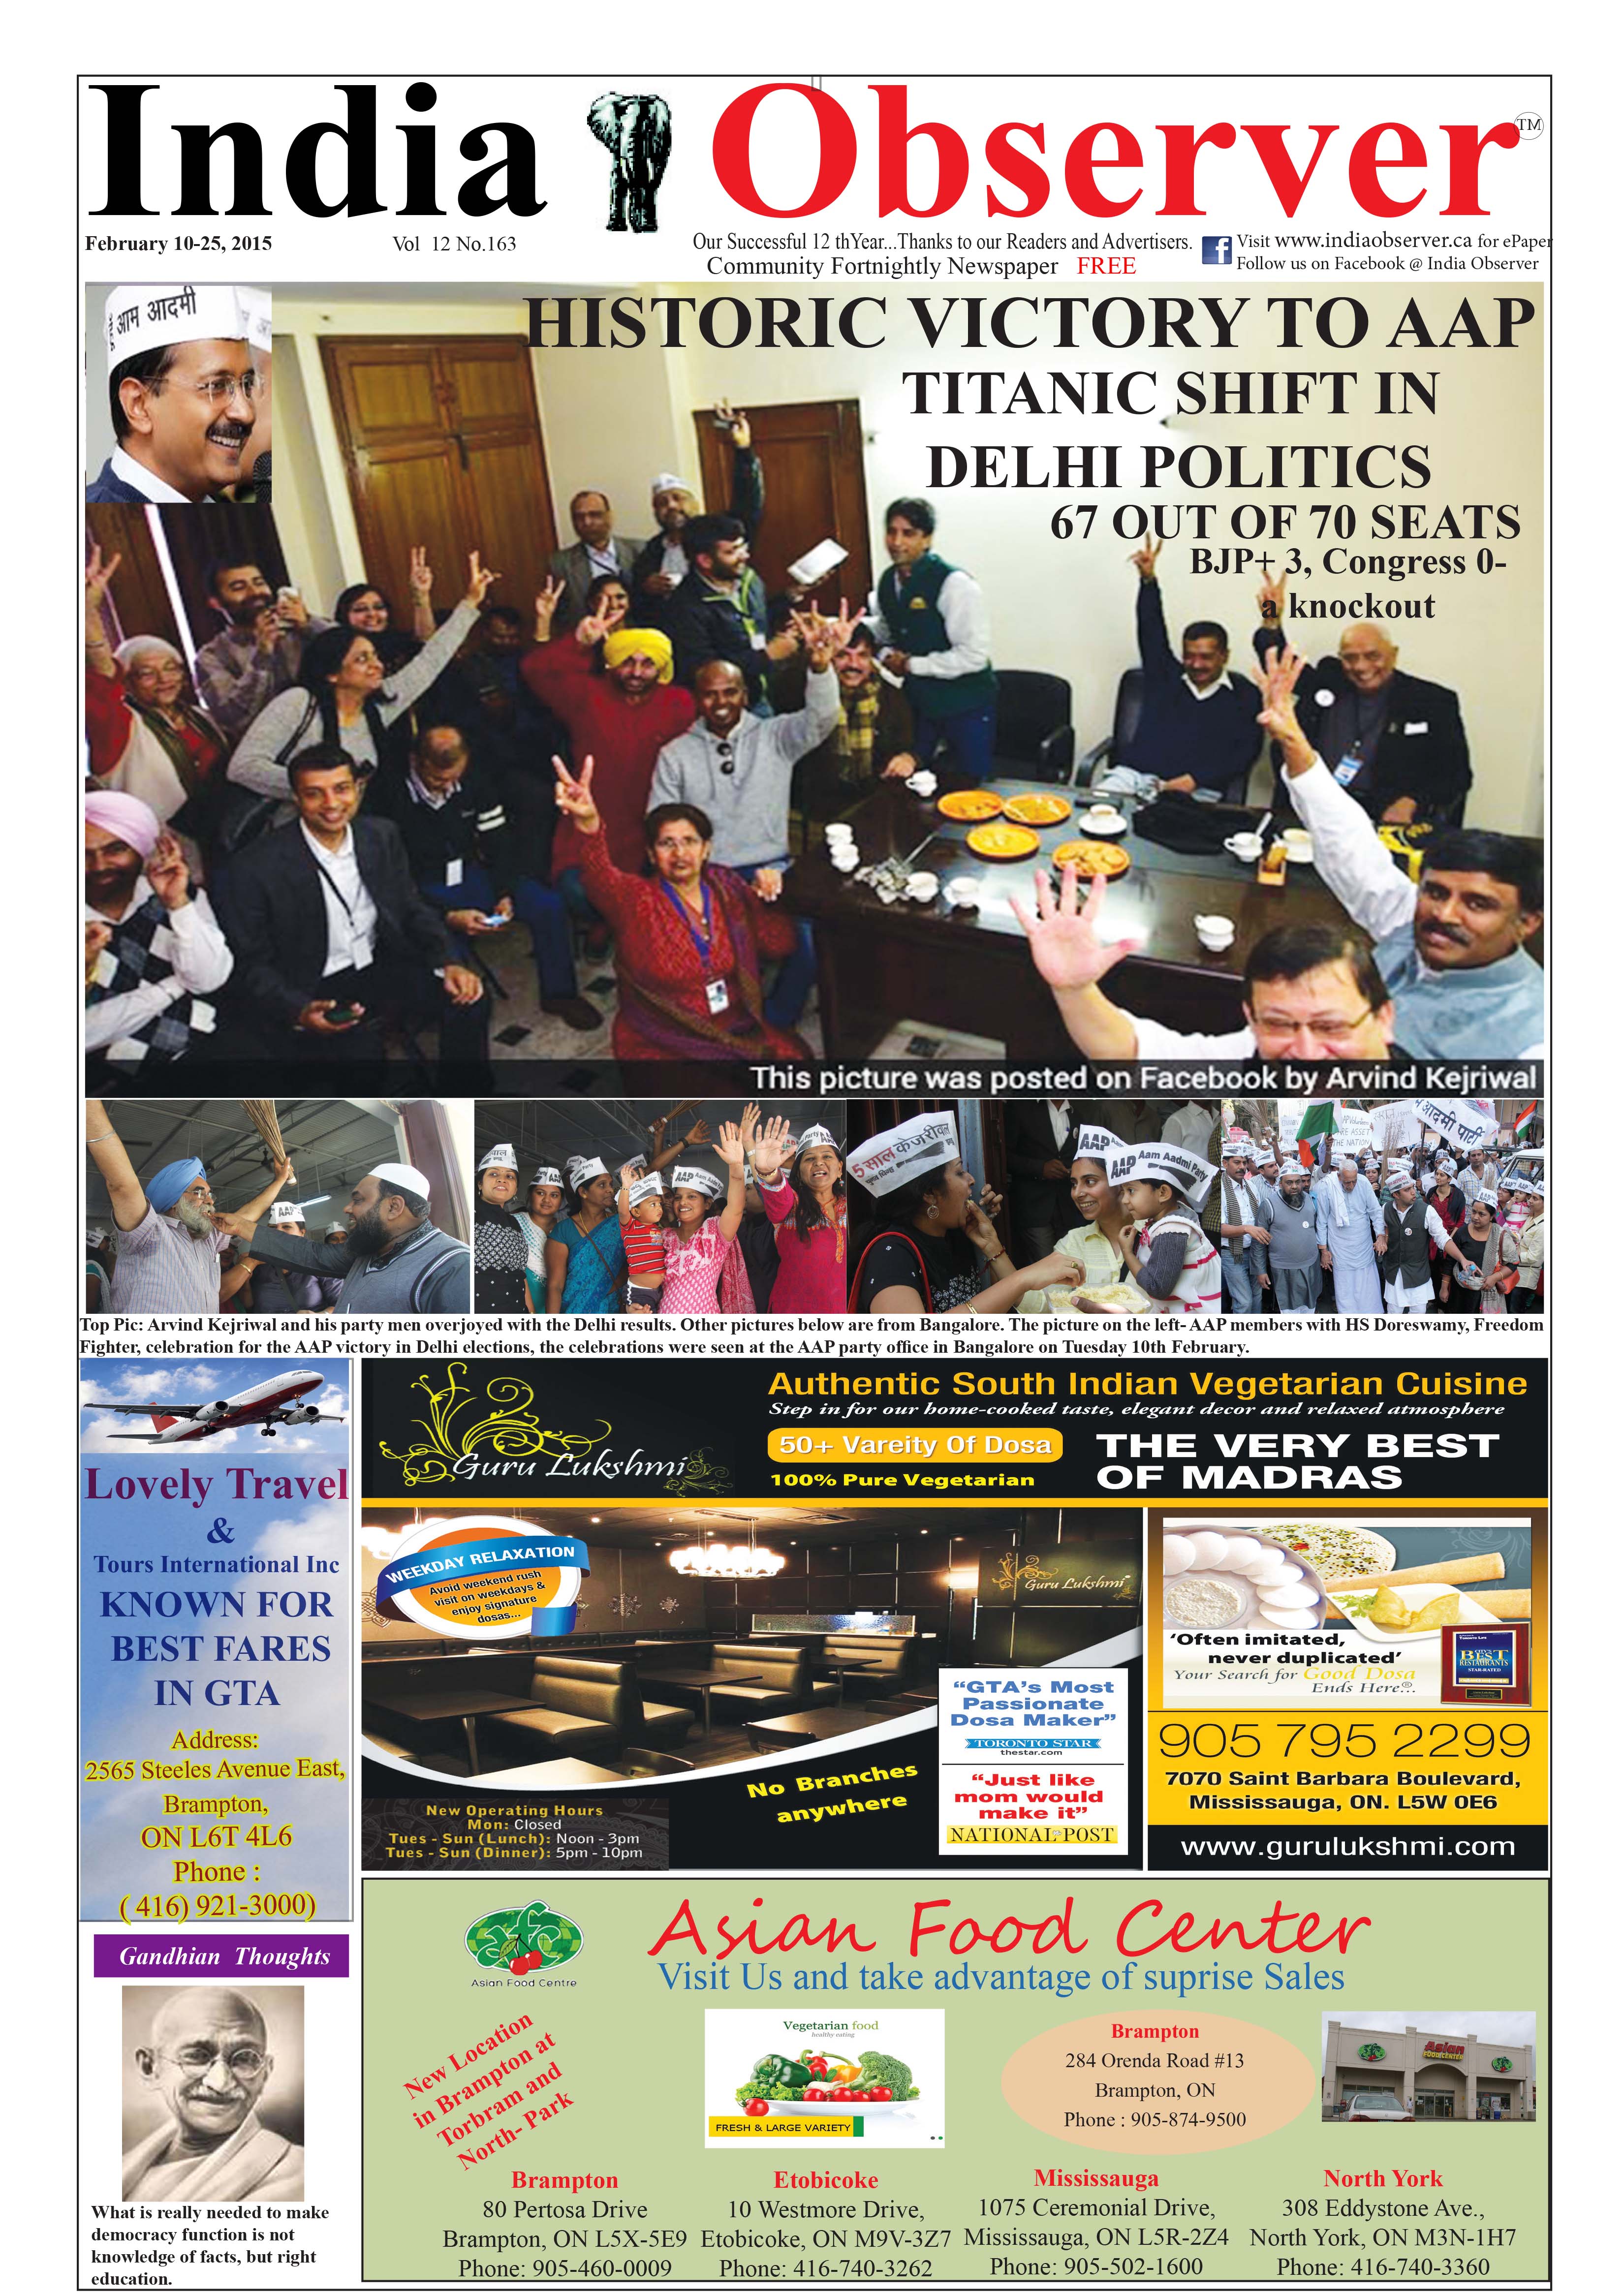 India Observer TM
February 10-25, 2015
Vol 12 No.163
Our Successful 12 thYear...Thanks to our Readers and Advertisers.
Community Fortnightly Newspaper FREE
Visit www.indiaobserver.ca for ePaper
Follow us on Facebook @ India Observer
आम आदमी
HISTORIC VICTORY TO AAP
TITANIC SHIFT IN
DELHI POLITICS
67 OUT OF 70 SEATS
BJP+ 3, Congress 0-
a knockout
This picture was posted on Facebook by Arvind Kejriwal
AAP
AAP
5 साल केजरीवाल
AAP
AAP Aam Aadmi Party
आदमी पार्टी
Top Pic: Arvind Kejriwal and his party men overjoyed with the Delhi results. Other pictures below are from Bangalore. The picture on the left- AAP members with HS Doreswamy, Freedom
Fighter, celebration for the AAP victory in Delhi elections, the celebrations were seen at the AAP party office in Bangalore on Tuesday 10th February.
Lovely Travel
&
Tours International Inc
KNOWN FOR
BEST FARES
IN GTA
Address:
2565 Steeles Avenue East,
Brampton,
ON L6T 4L6
Phone :
( 416) 921-3000)
Guru Lukshmi
Authentic South Indian Vegetarian Cuisine
Step in for our home-cooked taste, elegant decor and relaxed atmosphere
50+ Vareity Of Dosa
100% Pure Vegetarian
THE VERY BEST
OF MADRAS
WEEKDAY RELAXATION
Avoid weekend rush
visit on weekdays &
enjoy signature
dosas...
Guru Lukshmi
No Branches
anywhere
New Operating Hours
Mon: Closed
Tues - Sun (Lunch): Noon - 3pm
Tues - Sun (Dinner): 5pm - 10pm
“GTA’s Most
Passionate
Dosa Maker”
TORONTO STAR
thestar.com
“Just like
mom would
make it”
NATIONAL POST
‘Often imitated,
never duplicated’
Your Search for Good Dosa
Ends Here®...
BEST
RESTAURANTS
STAR-RATED
905 795 2299
7070 Saint Barbara Boulevard,
Mississauga, ON. L5W 0E6
www.gurulukshmi.com
Gandhian Thoughts
What is really needed to make
democracy function is not
knowledge of facts, but right
education.
afc
Asian Food Centre
Asian Food Center
Visit Us and take advantage of suprise Sales
New Location
in Brampton at
Torbram and
North- Park
Vegetarian food
healthy eating
FRESH & LARGE VARIETY
Brampton
284 Orenda Road #13
Brampton, ON
Phone : 905-874-9500
Asian
FOOD CENTER
Brampton
80 Pertosa Drive
Brampton, ON L5X-5E9
Phone: 905-460-0009
Etobicoke
10 Westmore Drive,
Etobicoke, ON M9V-3Z7
Phone: 416-740-3262
Mississauga
1075 Ceremonial Drive,
Mississauga, ON L5R-2Z4
Phone: 905-502-1600
North York
308 Eddystone Ave.,
North York, ON M3N-1H7
Phone: 416-740-3360